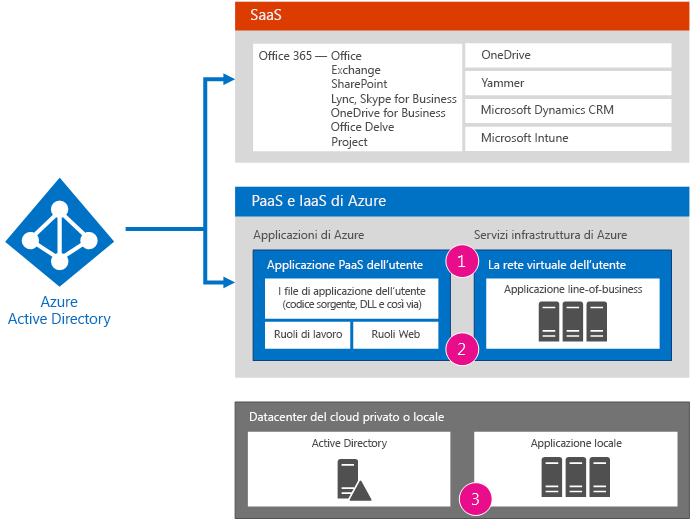 SaaS
Office 365 — Office
Exchange
SharePoint
Lync, Skype for Business
OneDrive for Business
Office Delve
Project
OneDrive
Yammer
Microsoft Dynamics CRM
Microsoft Intune
Azure
Active Directory
PaaS e IaaS di Azure
Applicazioni di Azure
Servizi infrastruttura di Azure
1
Applicazione PaaS dell'utente
I file di applicazione dell'utente
(codice sorgente, DLL e così via)
Ruoli di lavoro
Ruoli Web
La rete virtuale dell'utente
Applicazione line-of-business
2
Datacenter del cloud privato o locale
Active Directory
Applicazione locale
3